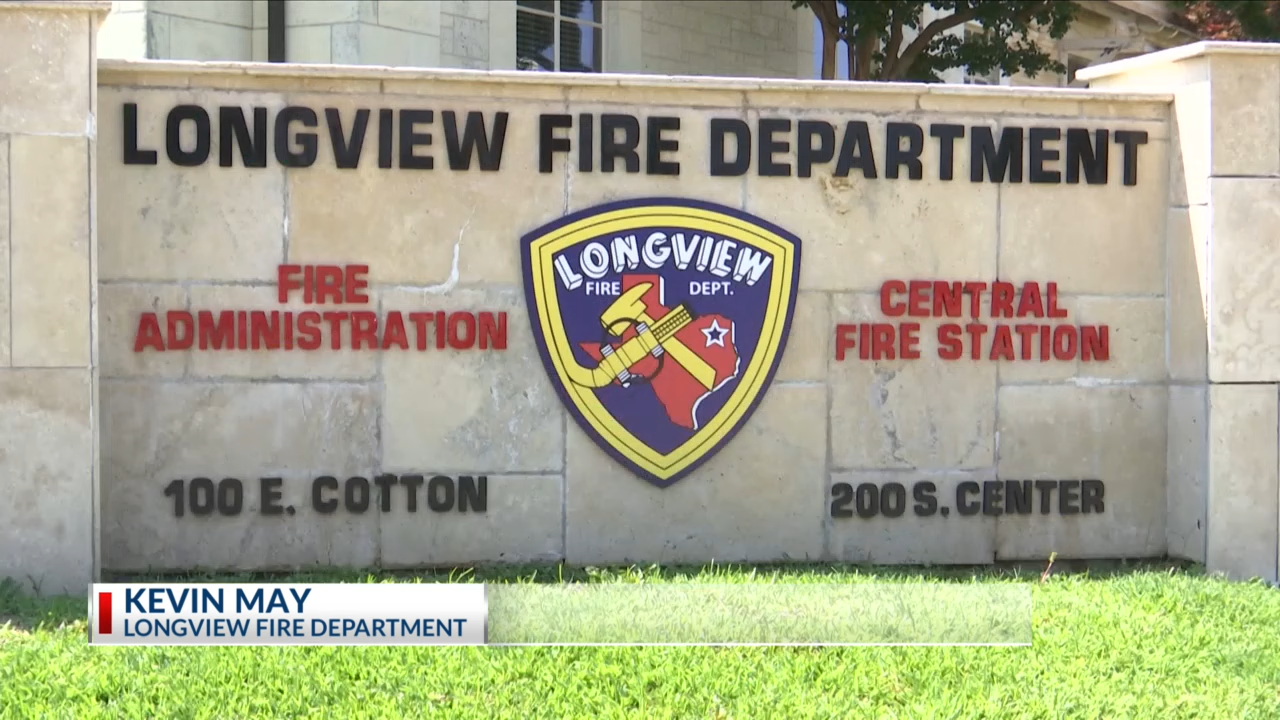 LONGVIEW FIRE DEPARTMENT
LONGVIEW
FIRE DEPT.
FIRE
ADMINISTRATION
CENTRAL
FIRE STATION
100 E. COTTON
200 S. CENTER
KEVIN MAY
LONGVIEW FIRE DEPARTMENT